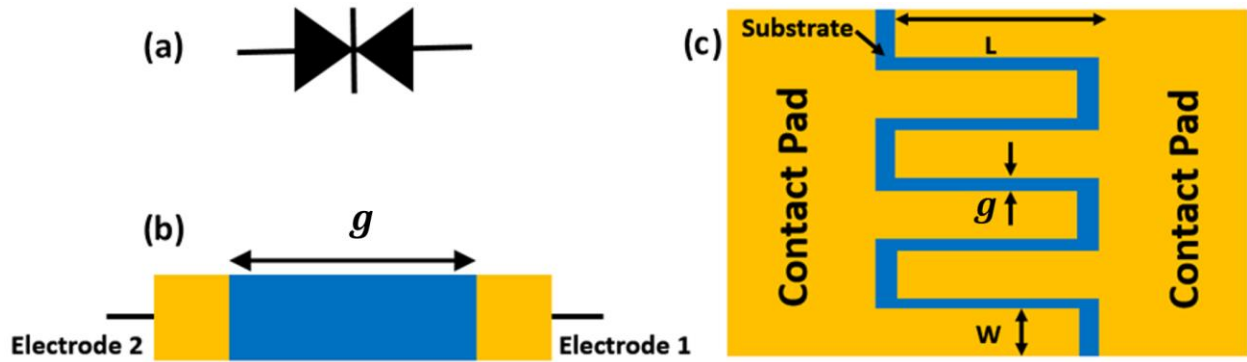 (a)
(b)
g
Electrode 2
Electrode 1
(c)
Substrate
L
Contact Pad
g
W
Contact Pad